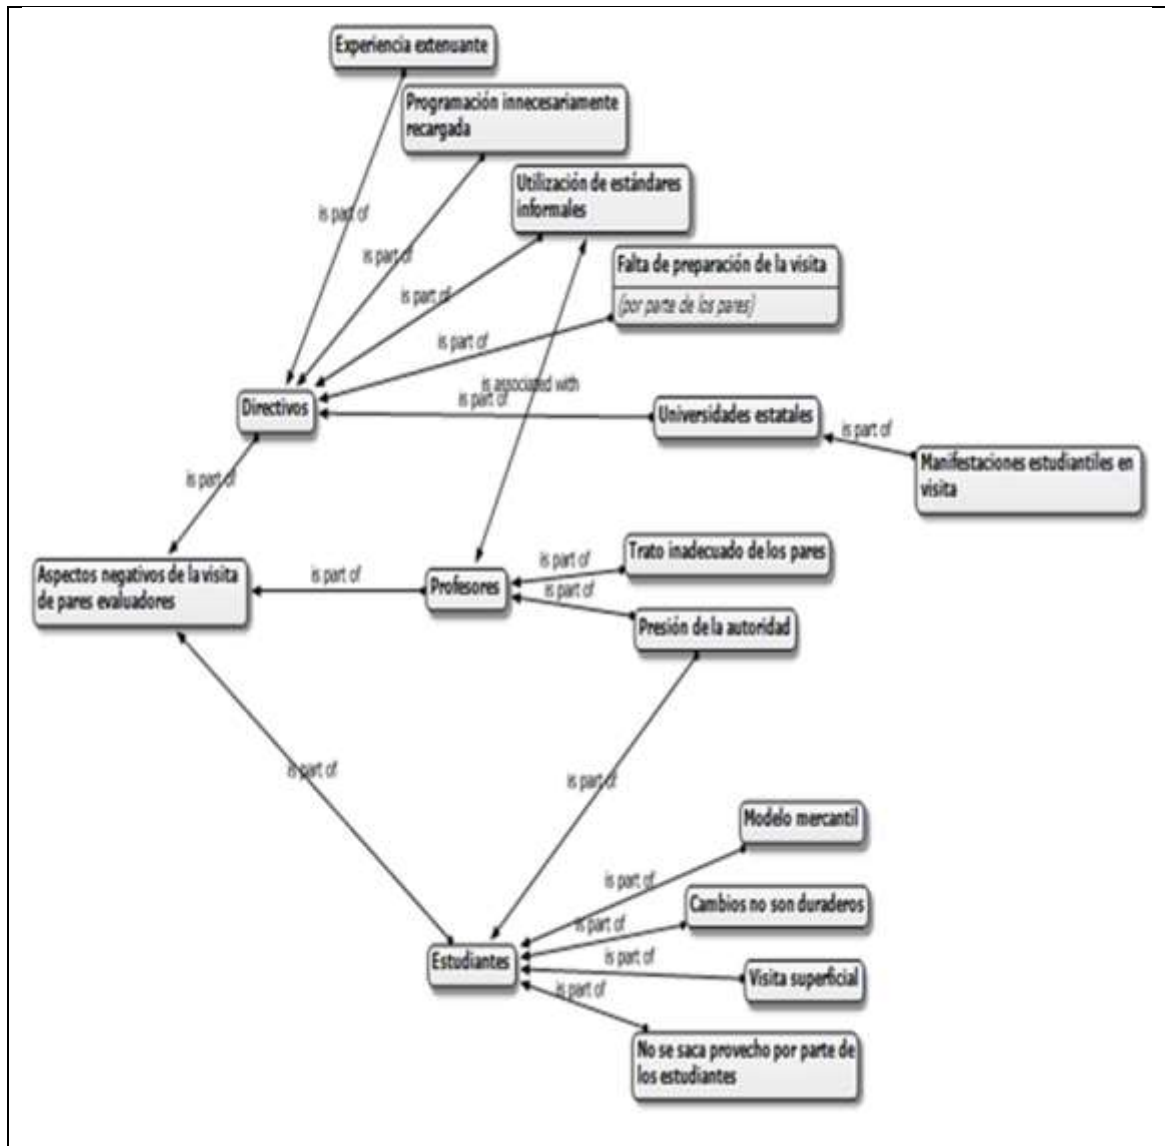 Experiencia extenuante
Programación innecesariamente
recargada
Utilización de estándares
informales
is part of
is part of
is part of
Falta de preparación de la visita
(por parte de los pares)
is part of
is associated with
is part of
Directivos
Universidades estatales
is part of
Manifestaciones estudiantiles en
visita
is part of
Aspectos negativos de la visita
de pares evaluadores
is part of
Profesores
is part of
Trato inadecuado de los pares
is part of
Presión de la autoridad
is part of
is part of
Modelo mercantil
is part of
Cambios no son duraderos
is part of
Estudiantes
is part of
Visita superficial
is part of
No se saca provecho por parte de
los estudiantes